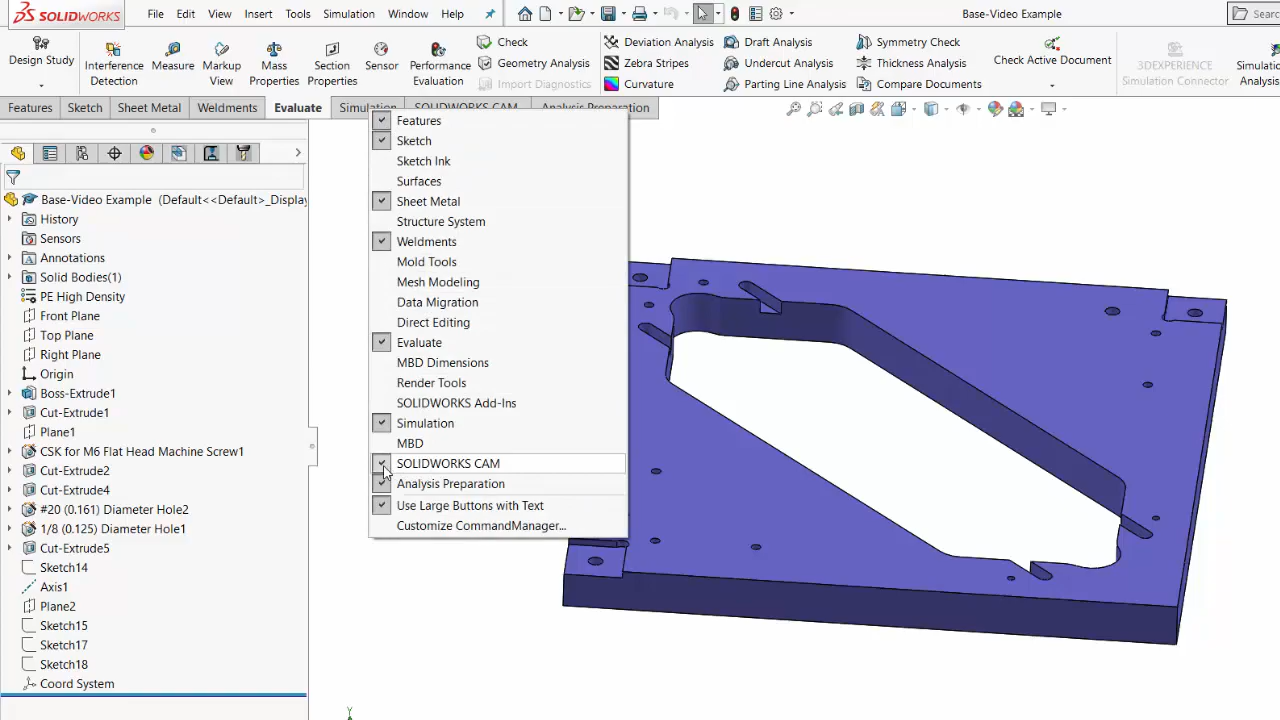 SOLIDWORKS File Edit View Insert Tools Simulation Window Help Base-Video Example Searc
Design Study
Interference Detection
Measure
Markup View
Mass Properties
Section Properties
Sensor
Performance Evaluation
Check
Geometry Analysis
Import Diagnostics
Deviation Analysis
Zebra Stripes
Curvature
Draft Analysis
Undercut Analysis
Parting Line Analysis
Symmetry Check
Thickness Analysis
Compare Documents
Check Active Document
3DEXPERIENCE Simulation Connector
Simulatio
Analys
Features Sketch Sheet Metal Weldments Evaluate Simulation SOLIDWORKS CAM Analysis Preparation
Base-Video Example (Default<<Default>_Display
History
Sensors
Annotations
Solid Bodies(1)
PE High Density
Front Plane
Top Plane
Right Plane
Origin
Boss-Extrude1
Cut-Extrude1
Plane1
CSK for M6 Flat Head Machine Screw1
Cut-Extrude2
Cut-Extrude4
#20 (0.161) Diameter Hole2
1/8 (0.125) Diameter Hole1
Cut-Extrude5
Sketch14
Axis1
Plane2
Sketch15
Sketch17
Sketch18
Coord System
Features
Sketch
Sketch Ink
Surfaces
Sheet Metal
Structure System
Weldments
Mold Tools
Mesh Modeling
Data Migration
Direct Editing
Evaluate
MBD Dimensions
Render Tools
SOLIDWORKS Add-Ins
Simulation
MBD
SOLIDWORKS CAM
Analysis Preparation
Use Large Buttons with Text
Customize CommandManager...
Y